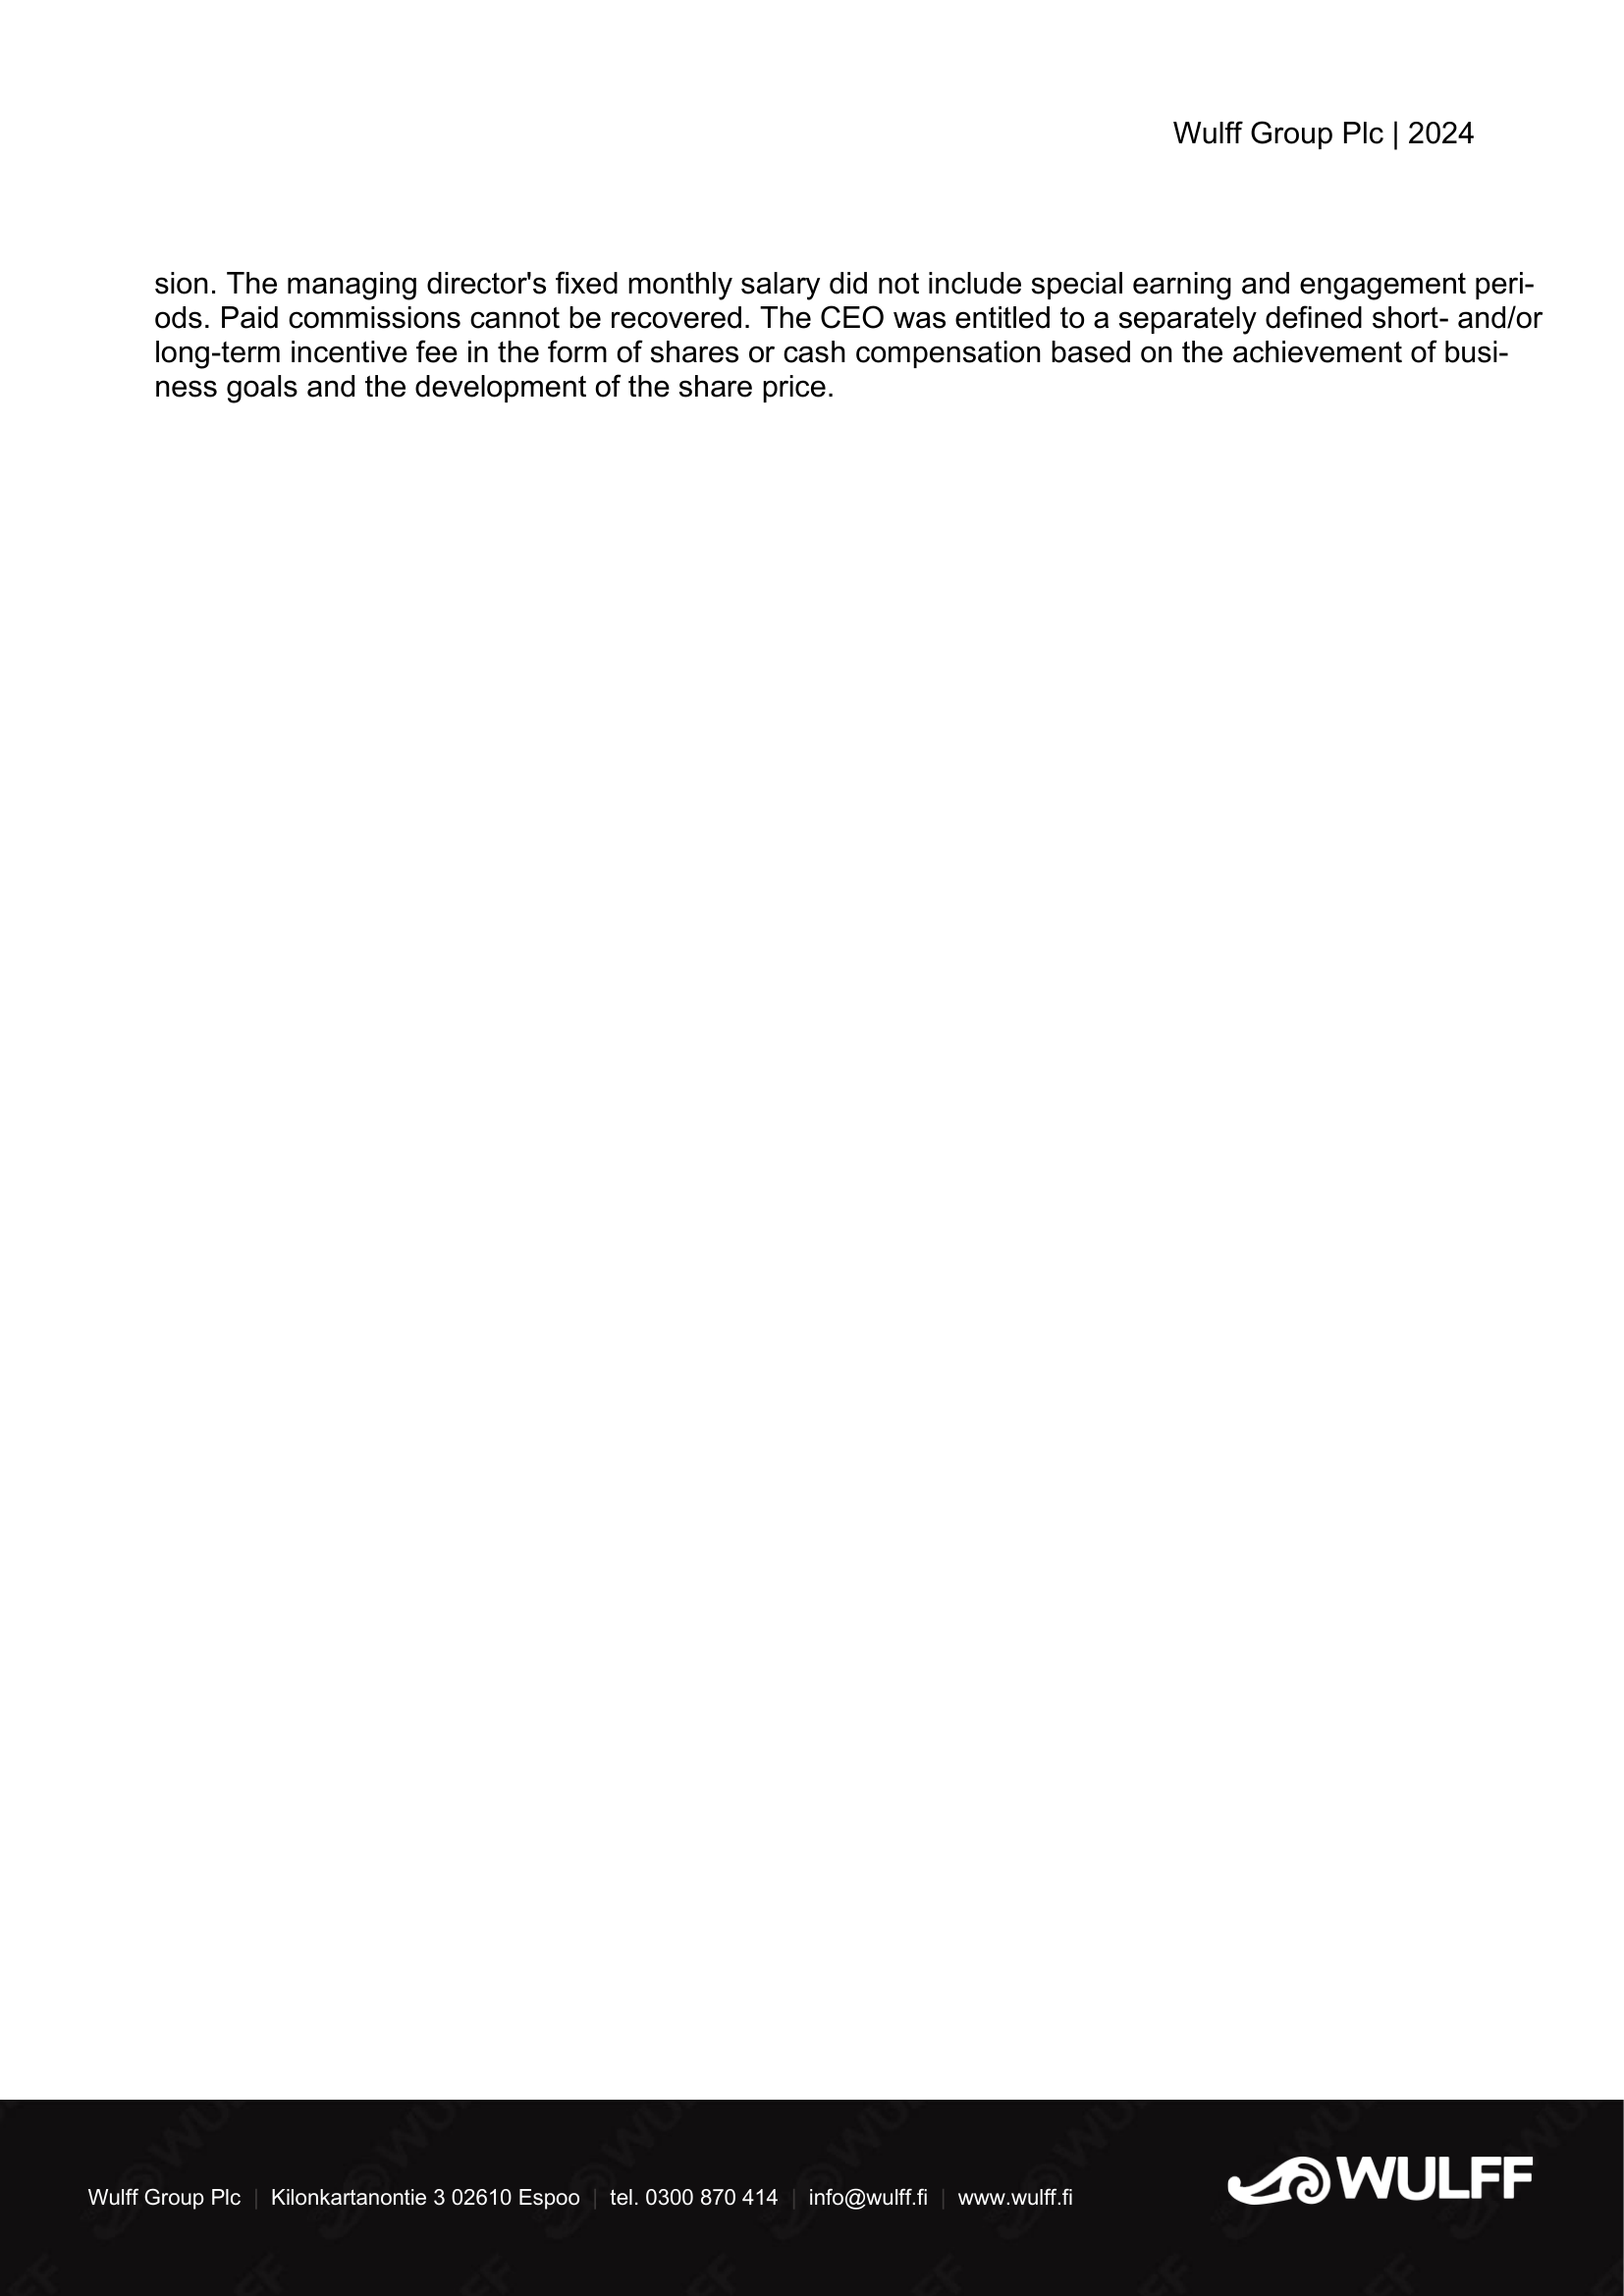 Wulff Group Plc | 2024
sion. The managing director's fixed monthly salary did not include special earning and engagement peri-
ods. Paid commissions cannot be recovered. The CEO was entitled to a separately defined short- and/or
long-term incentive fee in the form of shares or cash compensation based on the achievement of busi-
ness goals and the development of the share price.
Wulff Group Plc | Kilonkartanontie 3 02610 Espoo | tel. 0300 870 414 | info@wulff.fi | www.wulff.fi
WULFF